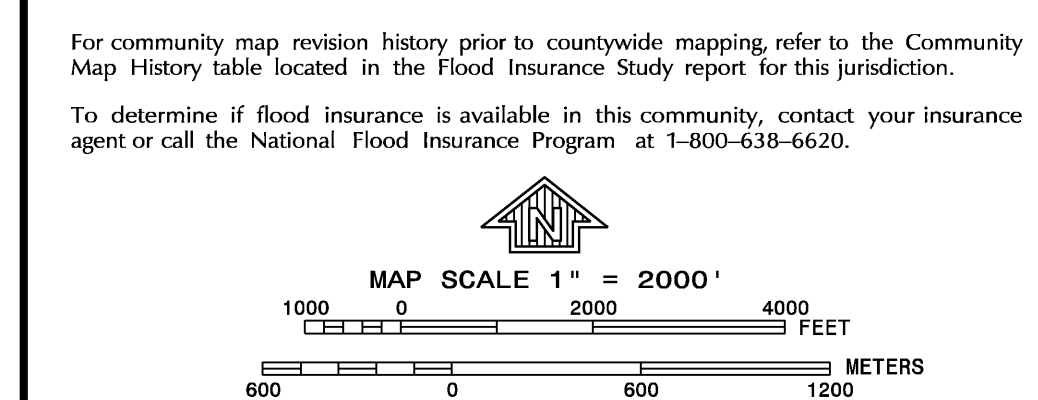 For community map revision history prior to countywide mapping, refer to the Community
Map History table located in the Flood Insurance Study report for this jurisdiction.
To determine if flood insurance is available in this community, contact your insurance
agent or call the National Flood Insurance Program at 1–800–638–6620.
N
MAP SCALE 1" = 2000'
1000 0 2000 4000
FEET
METERS
600 0 600 1200